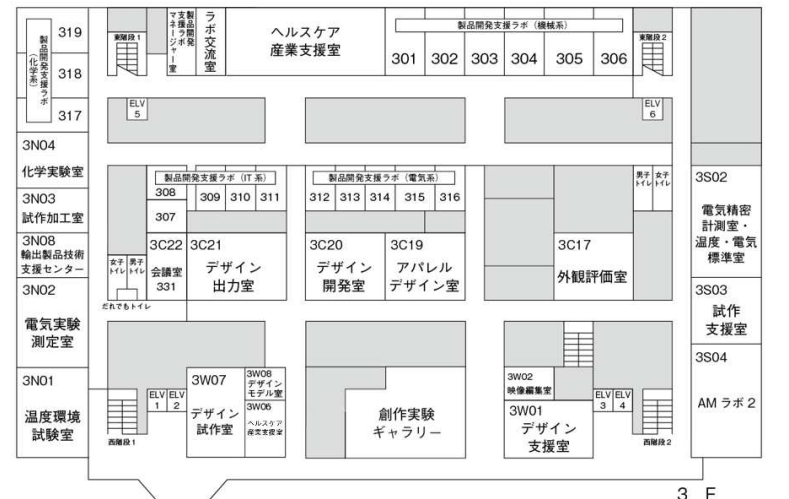 319
318
317
製品開発支援ラボ
(化学系)
東階段1
製品開発
支援ラボ
マネージャー室
ラボ交流室
ヘルスケア
産業支援室
製品開発支援ラボ(機械系)
301
302
303
304
305
306
東階段2
ELV
5
ELV
6
3N04
化学実験室
3N03
試作加工室
3N08
輸出製品技術
支援センター
3N02
電気実験
測定室
3N01
温度環境
試験室
製品開発支援ラボ(IT系)
308
309
310
311
307
製品開発支援ラボ(電気系)
312
313
314
315
316
男子
トイレ
女子
トイレ
3S02
電気精密
計測室・
温度・電気
標準室
女子
トイレ
男子
トイレ
だれでもトイレ
3C22
会議室
331
3C21
デザイン
出力室
3C20
デザイン
開発室
3C19
アパレル
デザイン室
3C17
外観評価室
3S03
試作
支援室
3S04
AMラボ2
西階段1
ELV
1
ELV
2
3W07
デザイン
試作室
3W08
デザイン
モデル室
3W05
ヘルスケア
産業支援室
創作実験
ギャラリー
3W02
映像編集室
3W01
デザイン
支援室
ELV
3
ELV
4
西階段2
3 F